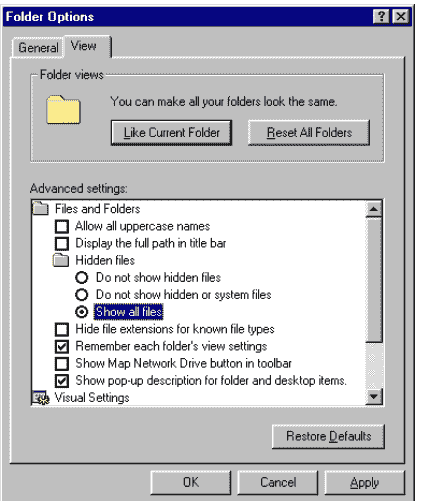 Folder Options
General View
Folder views
You can make all your folders look the same.
Like Current Folder Reset All Folders
Advanced settings:
Files and Folders
Allow all uppercase names
Display the full path in title bar
Hidden files
Do not show hidden files
Do not show hidden or system files
Show all files
Hide file extensions for known file types
Remember each folder's view settings
Show Map Network Drive button in toolbar
Show pop-up description for folder and desktop items.
Visual Settings
Restore Defaults
OK Cancel Apply